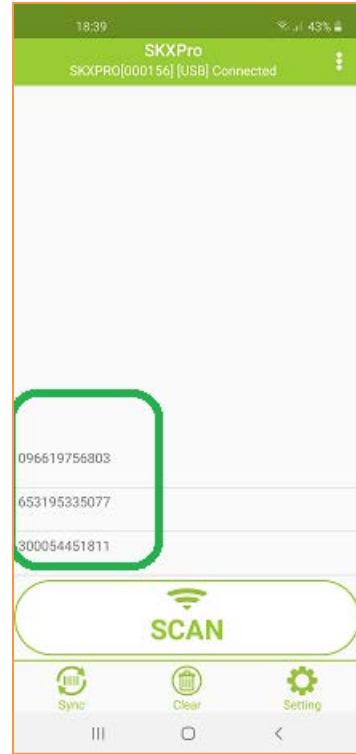 18:39 43%
SKXPro
SKXPRO[000156] [USB] Connected
096619756803
653195335077
300054451811
SCAN
Sync Clear Setting